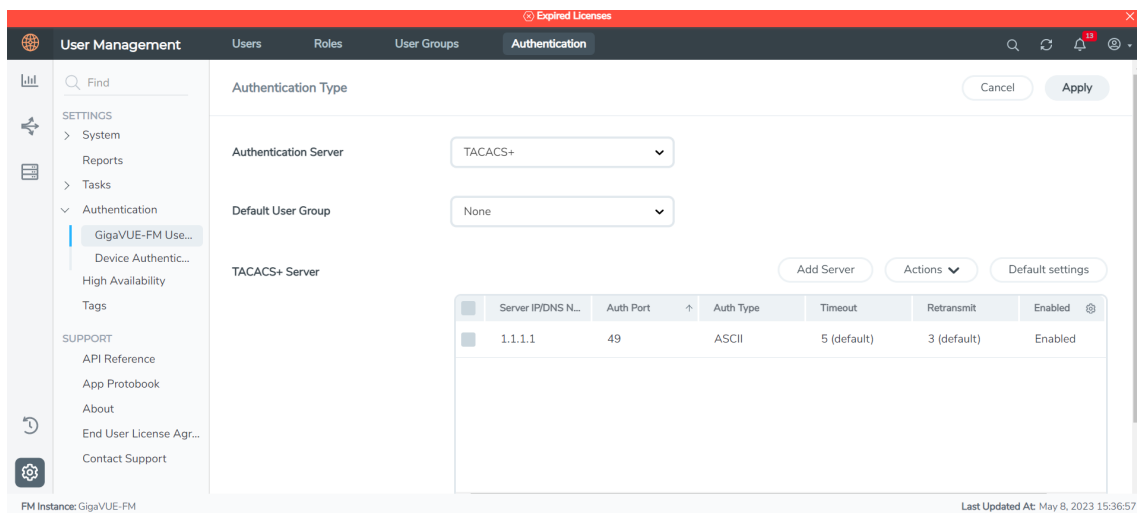 Expired Licenses
User Management
Users
Roles
User Groups
Authentication
13
Find
SETTINGS
System
Reports
Tasks
Authentication
GigaVUE-FM Use...
Device Authentic...
High Availability
Tags
SUPPORT
API Reference
App Protobook
About
End User License Agr...
Contact Support
Authentication Type
Cancel
Apply
Authentication Server
TACACS+
Default User Group
None
TACACS+ Server
Add Server
Actions
Default settings
Server IP/DNS N... Auth Port Auth Type Timeout Retransmit Enabled
1.1.1.1 49 ASCII 5 (default) 3 (default) Enabled
FM Instance: GigaVUE-FM
Last Updated At: May 8, 2023 15:36:57